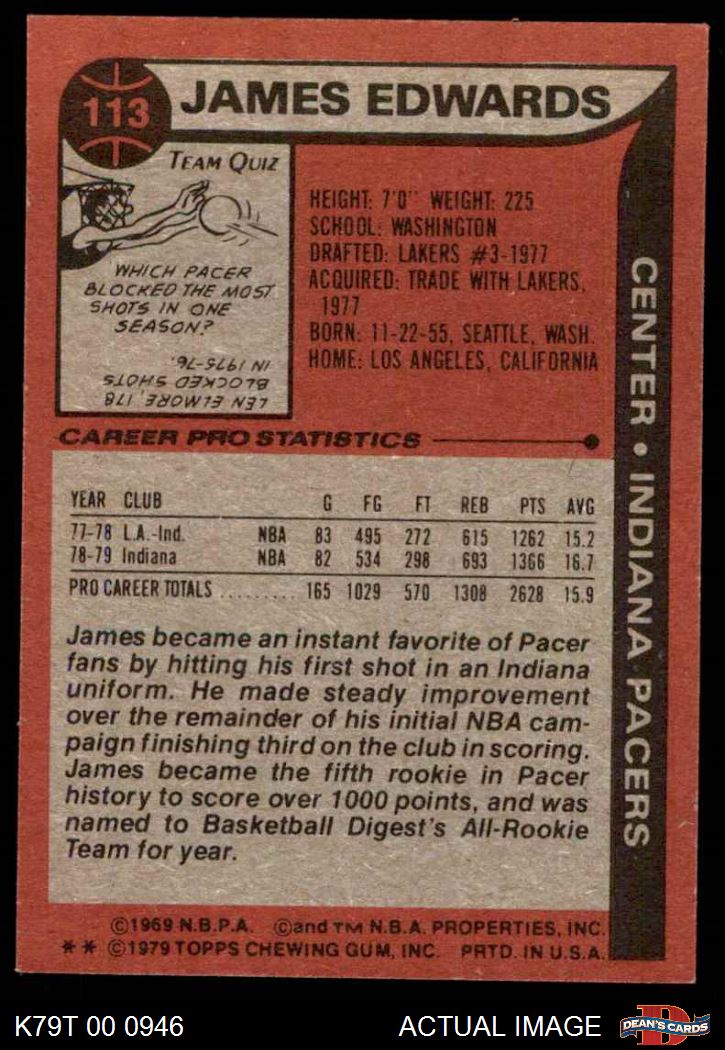 113
JAMES EDWARDS
TEAM QUIZ
WHICH PACER
BLOCKED THE MOST
SHOTS IN ONE
SEASON?
LEN ELMORE, 178
BLOCKED SHOTS
IN 1975-76.
HEIGHT: 7'0" WEIGHT: 225
SCHOOL: WASHINGTON
DRAFTED: LAKERS #3-1977
ACQUIRED: TRADE WITH LAKERS,
1977
BORN: 11-22-55, SEATTLE, WASH.
HOME: LOS ANGELES, CALIFORNIA
CENTER • INDIANA PACERS
CAREER PRO STATISTICS
YEAR CLUB G FG FT REB PTS AVG
77-78 L.A.-Ind. NBA 83 495 272 615 1262 15.2
78-79 Indiana NBA 82 534 298 693 1366 16.7
PRO CAREER TOTALS ......... 165 1029 570 1308 2628 15.9
James became an instant favorite of Pacer
fans by hitting his first shot in an Indiana
uniform. He made steady improvement
over the remainder of his initial NBA cam-
paign finishing third on the club in scoring.
James became the fifth rookie in Pacer
history to score over 1000 points, and was
named to Basketball Digest's All-Rookie
Team for year.
©1969 N.B.P.A. ©and TM N.B.A. PROPERTIES, INC.
** ©1979 TOPPS CHEWING GUM, INC. PRTD. IN U.S.A.
K79T 00 0946 ACTUAL IMAGE
D
DEAN'S CARDS